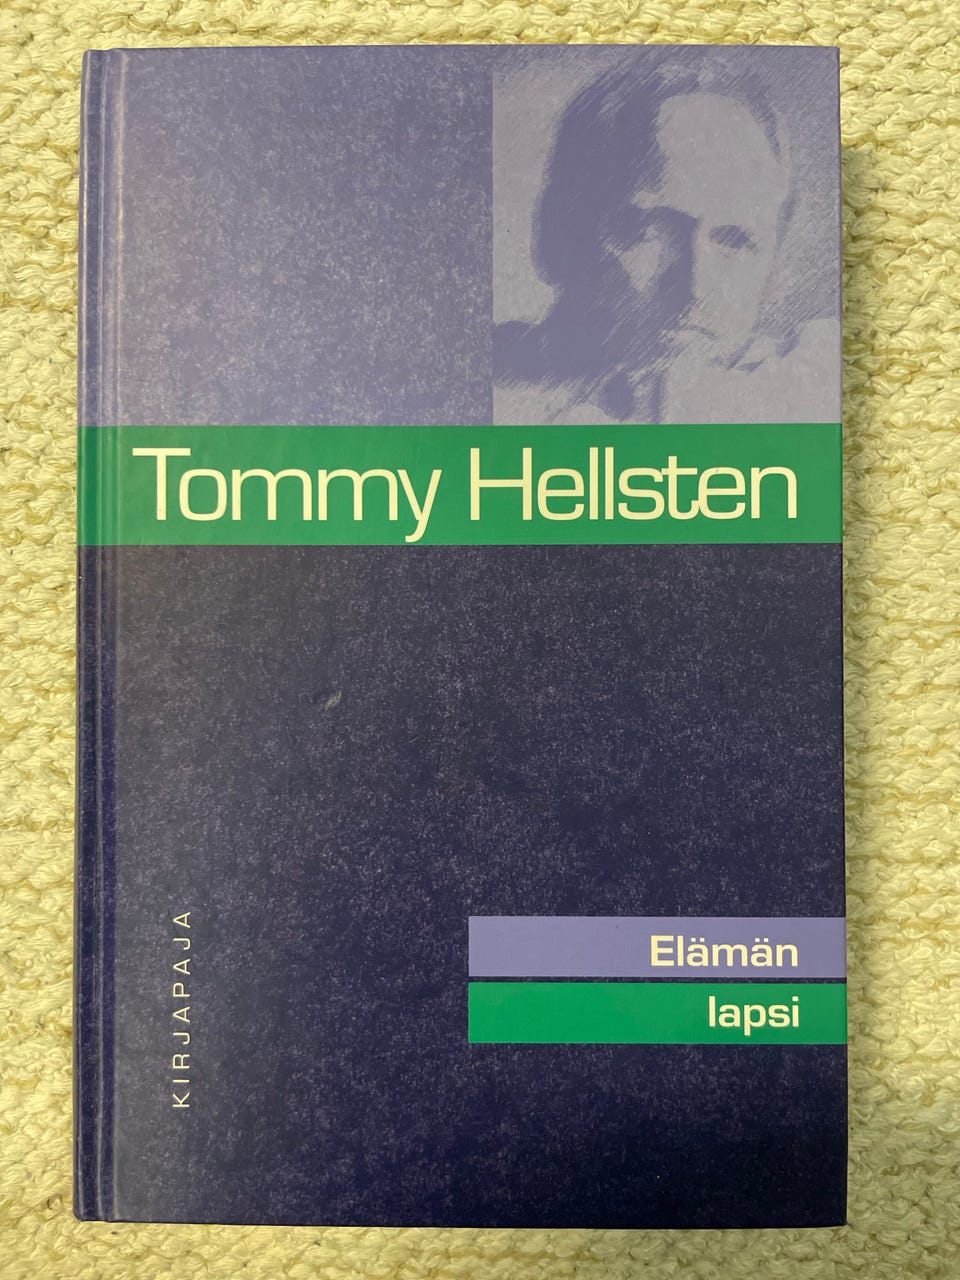 Tommy Hellsten
Elämän
lapsi
KIRJAPAJA